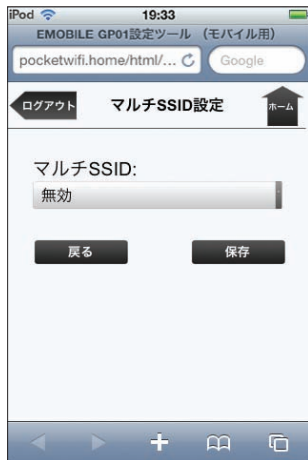 iPod 19:33
EMOBILE GP01設定ツール （モバイル用）
pocketwifi.home/html/... Google
ログアウト マルチSSID設定 ホーム
マルチSSID:
無効
戻る 保存